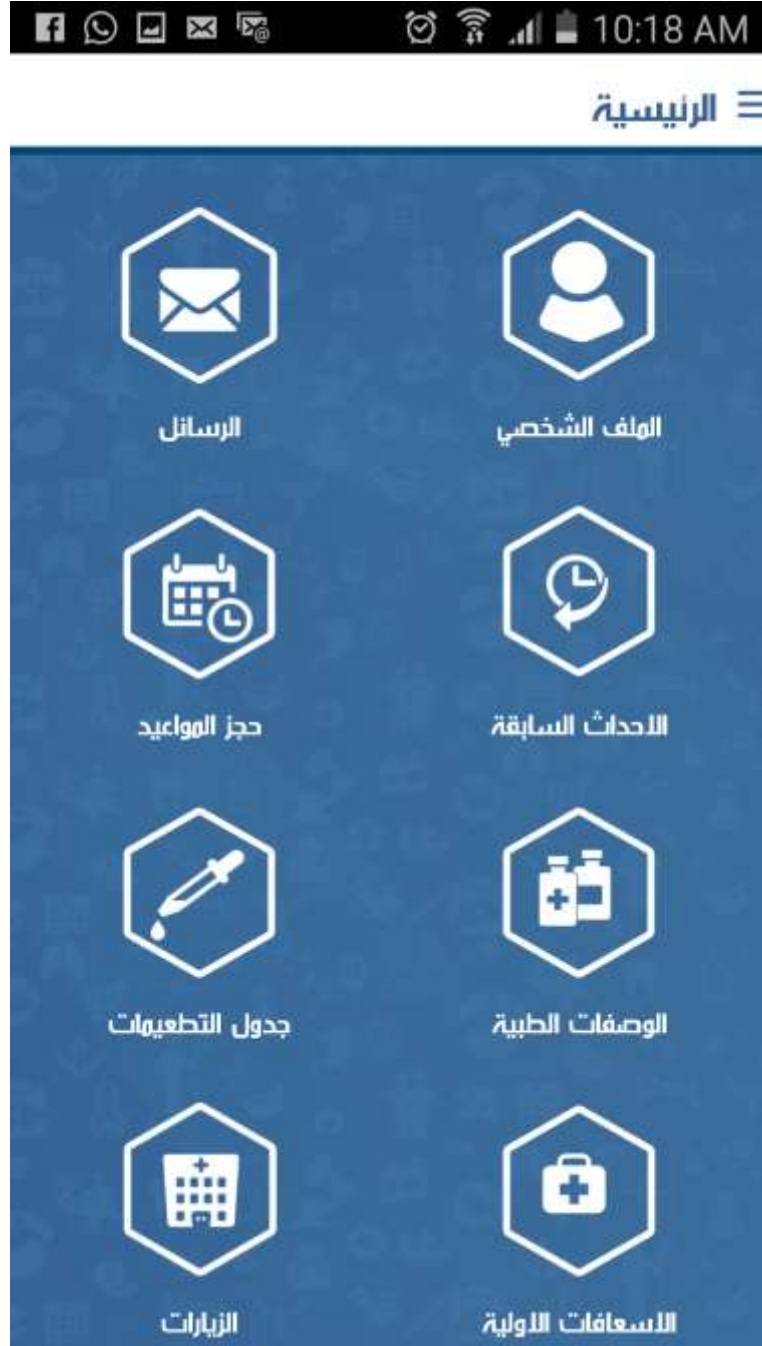 10:18 AM
الرئيسية
الملف الشخصي
الرسائل
الاحداث السابقة
حجز المواعيد
الوصفات الطبية
جدول التطعيمات
الاسعافات الاولية
الزيارات